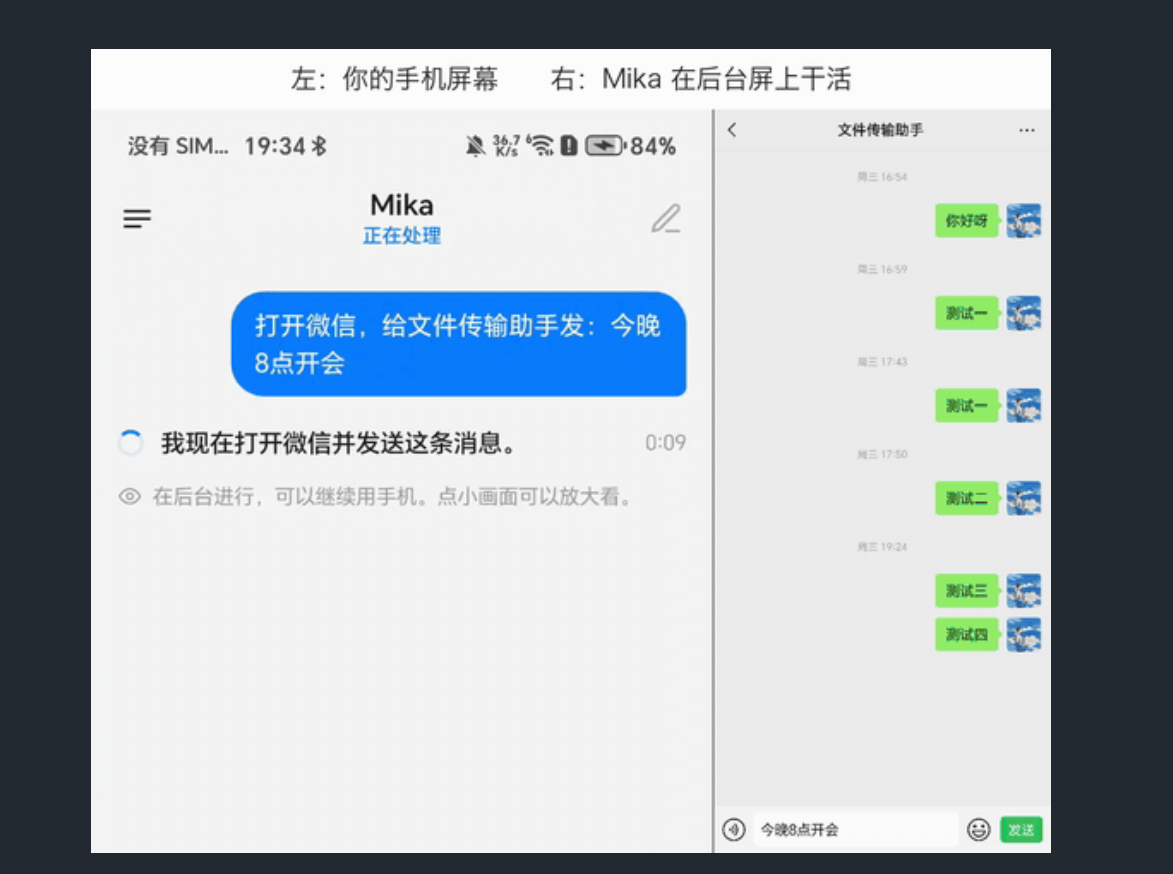 左：你的手机屏幕 右：Mika 在后台屏上干活
没有 SIM... 19:34 36.7 K/s 6 84%
Mika
正在处理
打开微信，给文件传输助手发：今晚
8点开会
我现在打开微信并发送这条消息。 0:09
在后台进行，可以继续用手机。点小画面可以放大看。
文件传输助手
周三 16:54
你好呀
周三 16:59
测试一
周三 17:43
测试一
周三 17:50
测试二
周三 19:24
测试三
测试四
今晚8点开会 发送